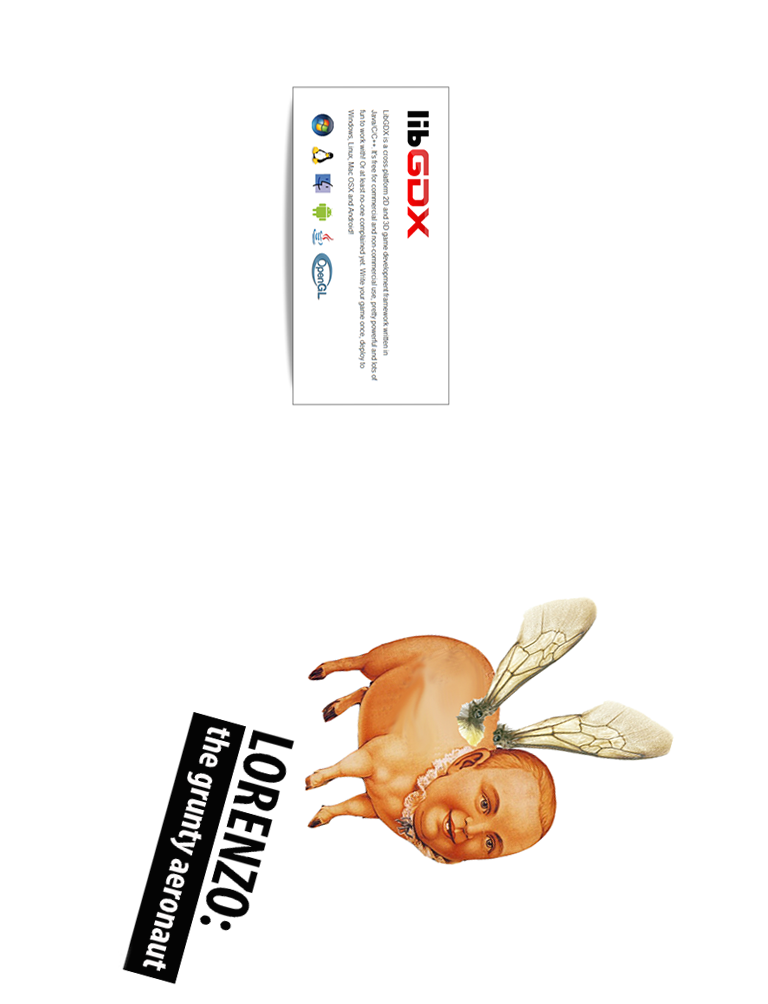 libGDX
LibGDX is a cross-platform 2D and 3D game development framework written in
Java/C/C++. It's free for commercial and non-commercial use, pretty powerful and lots of
fun to work with! Or at least no-one complained yet. Write your game once, deploy to
Windows, Linux, Mac OSX and Android!
OpenGL
LORENZO:
the grunty aeronaut